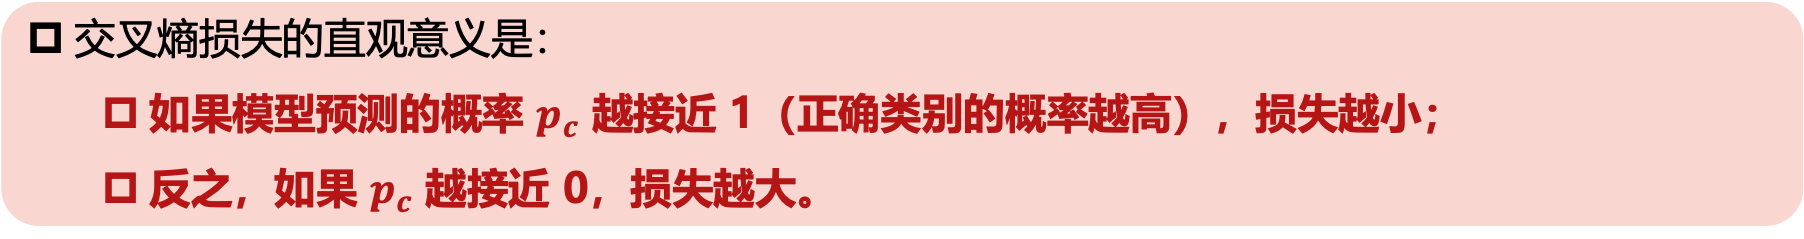 □ 交叉熵损失的直观意义是：
□ 如果模型预测的概率 p_c 越接近 1（正确类别的概率越高），损失越小；
□ 反之，如果 p_c 越接近 0，损失越大。